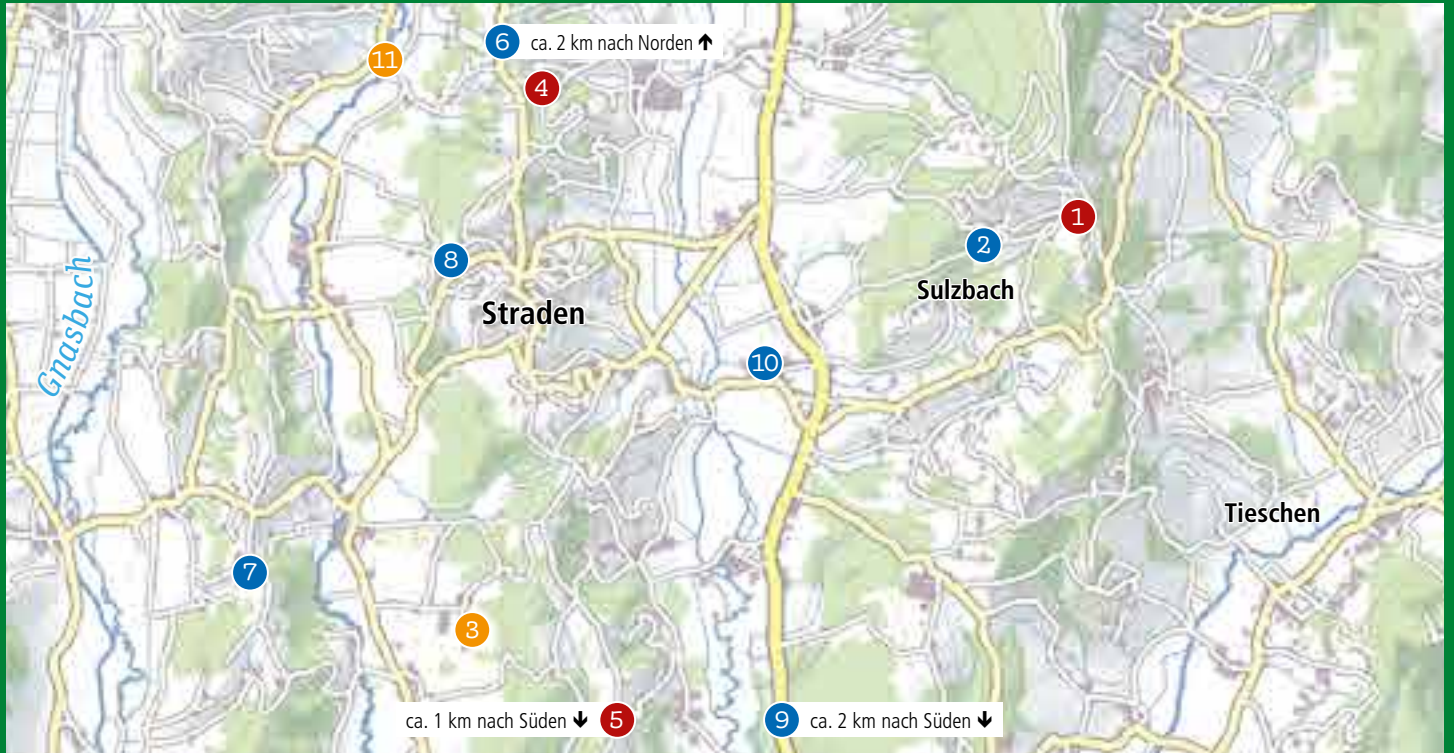 6 ca. 2 km nach Norden ↑
11
4
1
2
8
Sulzbach
Straden
Gnasbach
10
Tieschen
7
3
ca. 1 km nach Süden ↓ 5
9 ca. 2 km nach Süden ↓